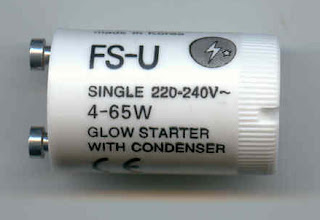 made in Korea
FS-U
SINGLE 220-240V~
4-65W
GLOW STARTER
WITH CONDENSER
CE